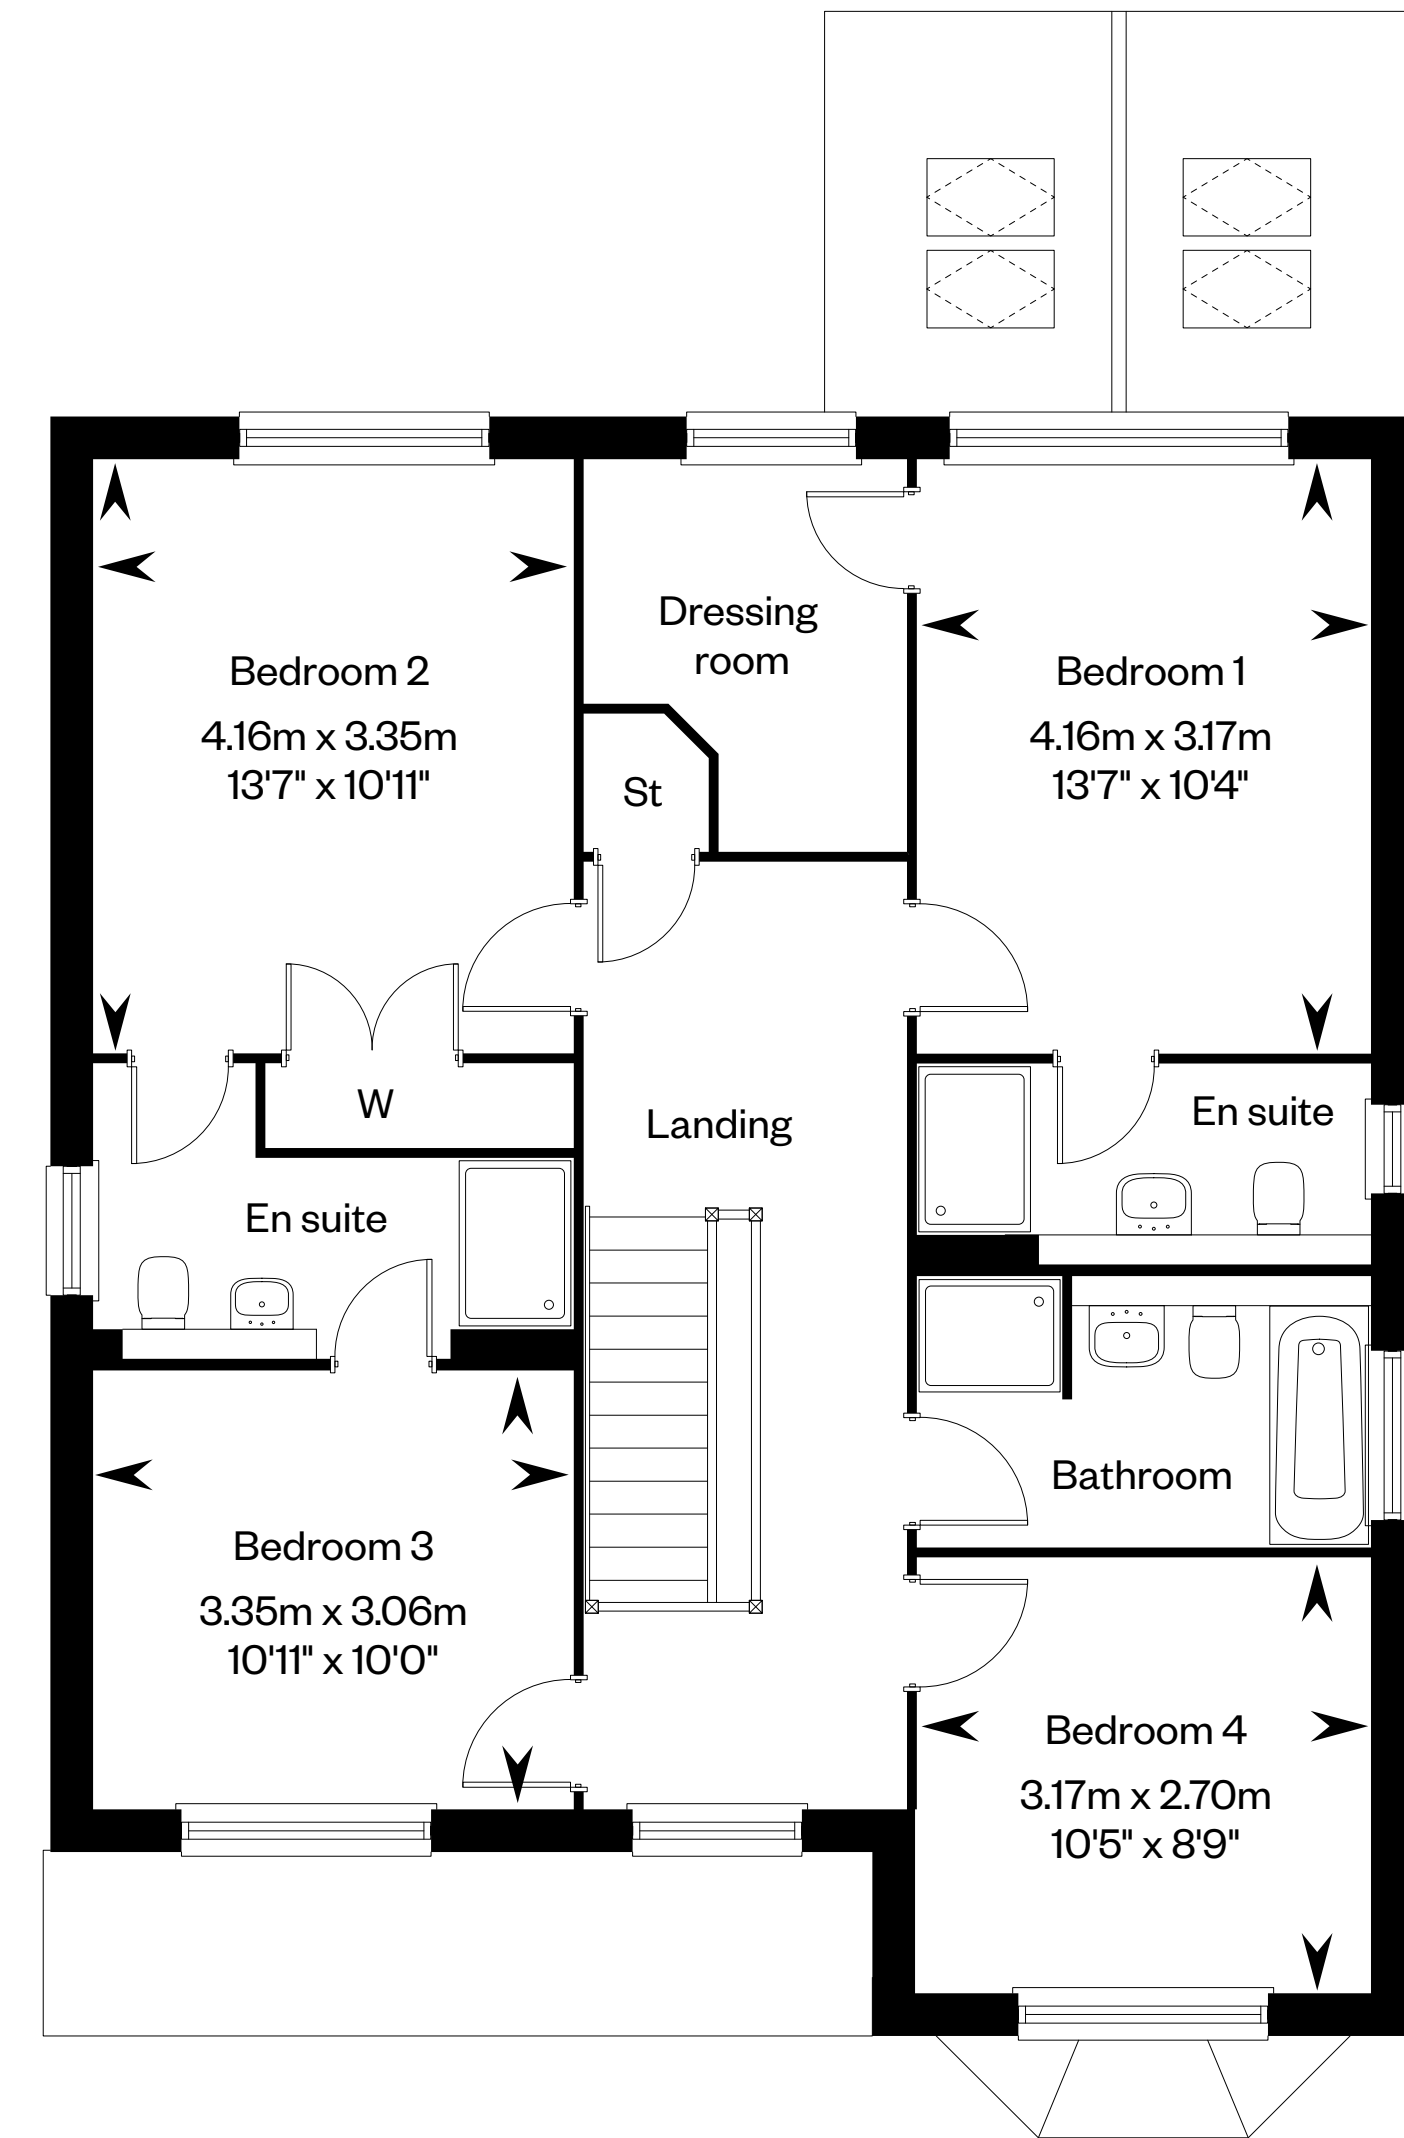 Dressing
room
Bedroom 2
4.16m x 3.35m
13'7" x 10'11"
Bedroom 1
4.16m x 3.17m
13'7" x 10'4"
St
W
Landing
En suite
En suite
Bathroom
Bedroom 3
3.35m x 3.06m
10'11" x 10'0"
Bedroom 4
3.17m x 2.70m
10'5" x 8'9"